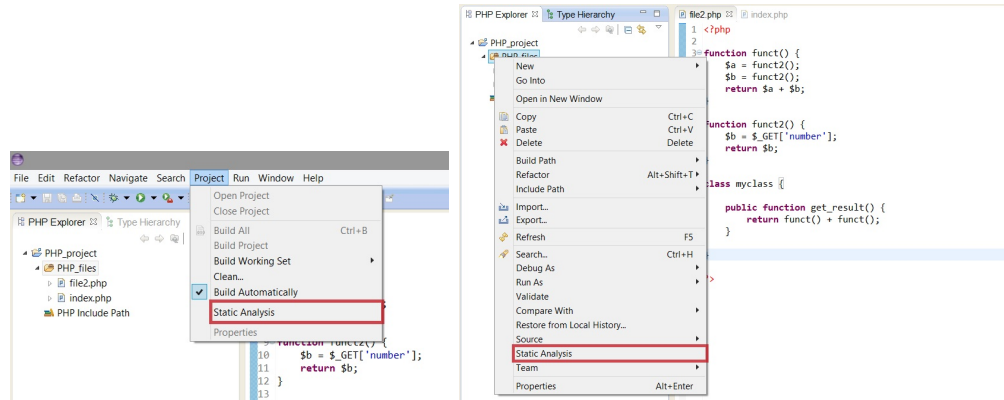 File Edit Refactor Navigate Search Project Run Window Help
PHP Explorer Type Hierarchy
PHP_project
PHP_files
file2.php
index.php
PHP Include Path
Open Project
Close Project
Build All Ctrl+B
Build Project
Build Working Set
Clean...
Build Automatically
Static Analysis
Properties
10 $b = $_GET['number'];
11 return $b;
12 }
13
PHP Explorer Type Hierarchy
PHP_project
New
Go Into
Open in New Window
Copy Ctrl+C
Paste Ctrl+V
Delete Delete
Build Path
Refactor Alt+Shift+T
Include Path
Import...
Export...
Refresh F5
Search... Ctrl+H
Debug As
Run As
Validate
Compare With
Restore from Local History...
Source
Static Analysis
Team
Properties Alt+Enter
file2.php index.php
1 <?php
2
3 function funct() {
$a = funct2();
$b = funct2();
return $a + $b;
function funct2() {
$b = $_GET['number'];
return $b;
class myclass {
public function get_result() {
return funct() + funct();
}